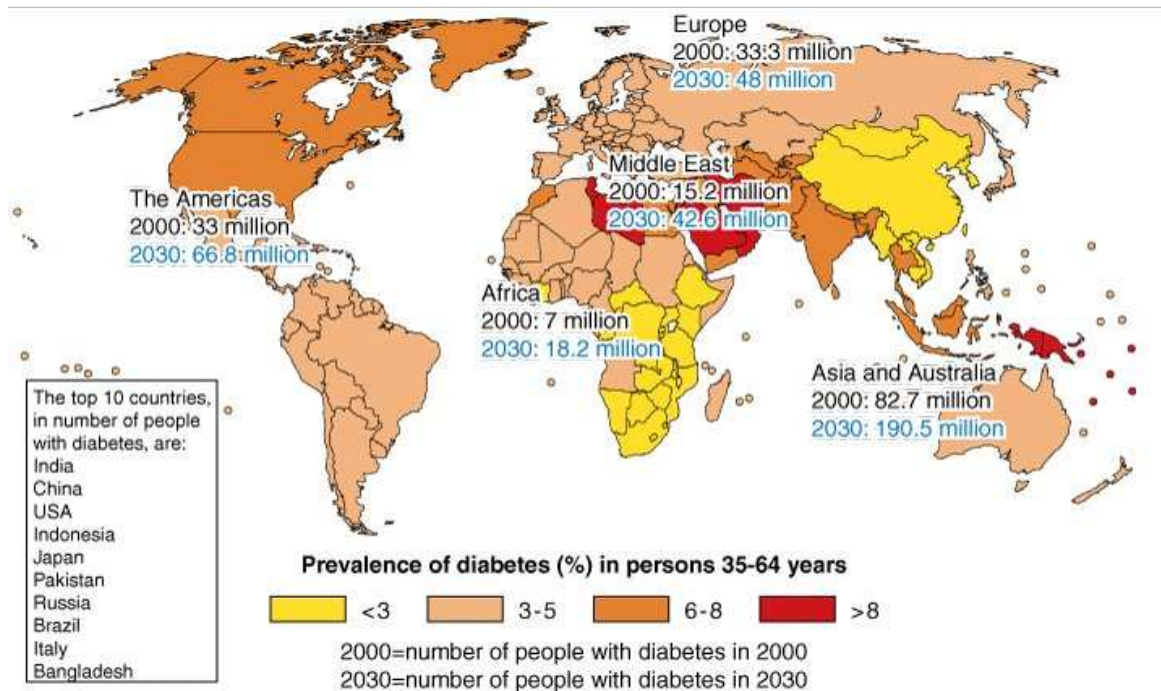 Europe
2000: 33.3 million
2030: 48 million
Middle East
2000: 15.2 million
2030: 42.6 million
The Americas
2000: 33 million
2030: 66.8 million
Africa
2000: 7 million
2030: 18.2 million
Asia and Australia
2000: 82.7 million
2030: 190.5 million
The top 10 countries,
in number of people
with diabetes, are:
India
China
USA
Indonesia
Japan
Pakistan
Russia
Brazil
Italy
Bangladesh
Prevalence of diabetes (%) in persons 35-64 years
<3 3-5 6-8 >8
2000=number of people with diabetes in 2000
2030=number of people with diabetes in 2030